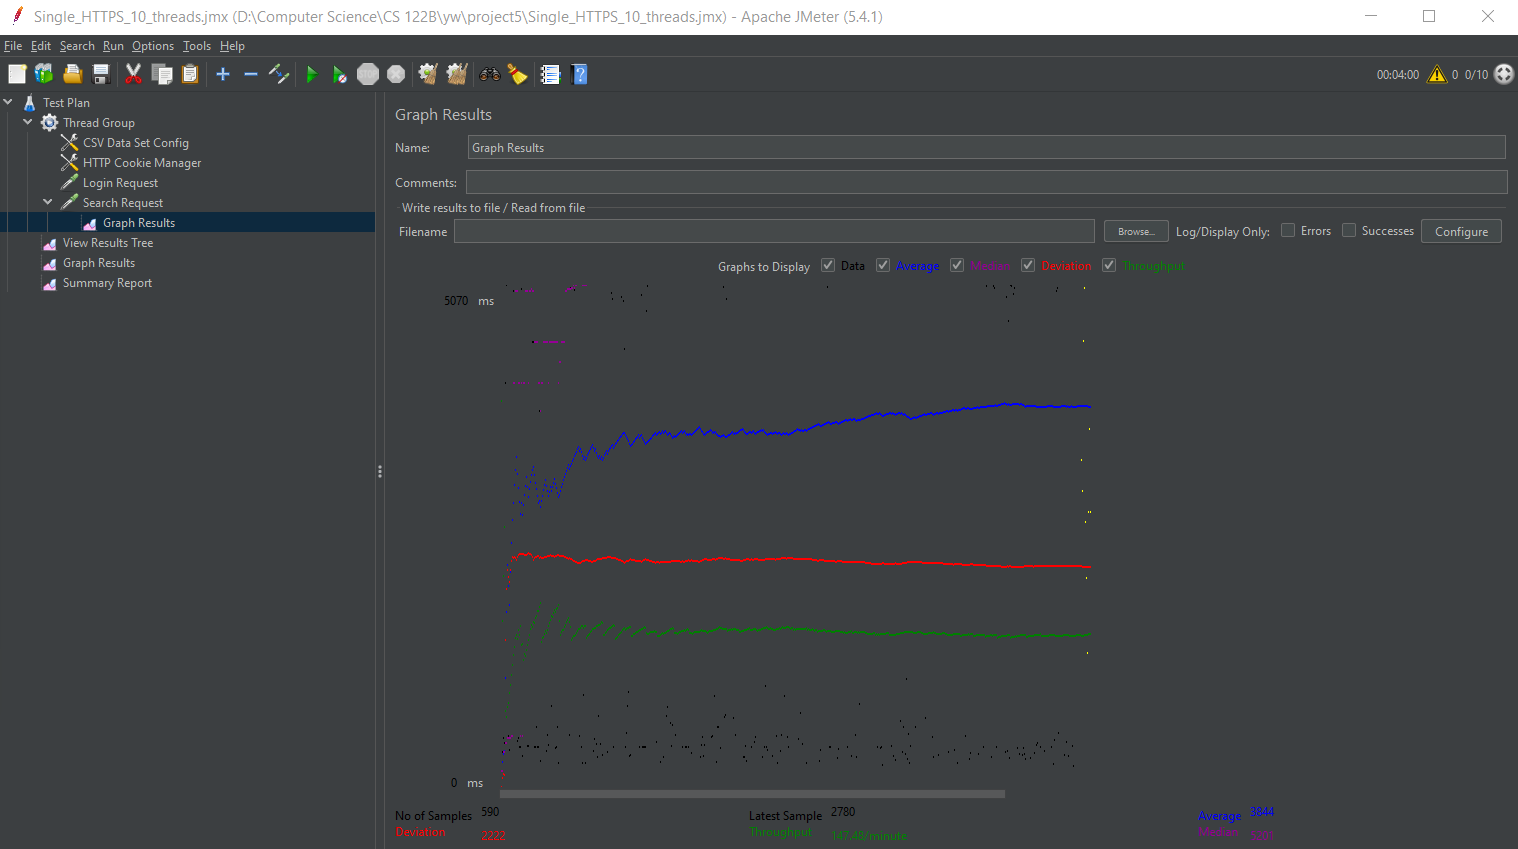 Single_HTTPS_10_threads.jmx (D:\Computer Science\CS 122B\yw\project5\Single_HTTPS_10_threads.jmx) - Apache JMeter (5.4.1)
File Edit Search Run Options Tools Help
STOP 00:04:00 0 0/10
Test Plan
Thread Group
CSV Data Set Config
HTTP Cookie Manager
Login Request
Search Request
Graph Results
View Results Tree
Graph Results
Summary Report
Graph Results
Name: Graph Results
Comments:
Write results to file / Read from file
Filename Browse... Log/Display Only: Errors Successes Configure
Graphs to Display Data Average Median Deviation Throughput
5070 ms
0 ms
No of Samples 590 Latest Sample 2780 Average 3844
Deviation 2222 Throughput 147.48/minute Median